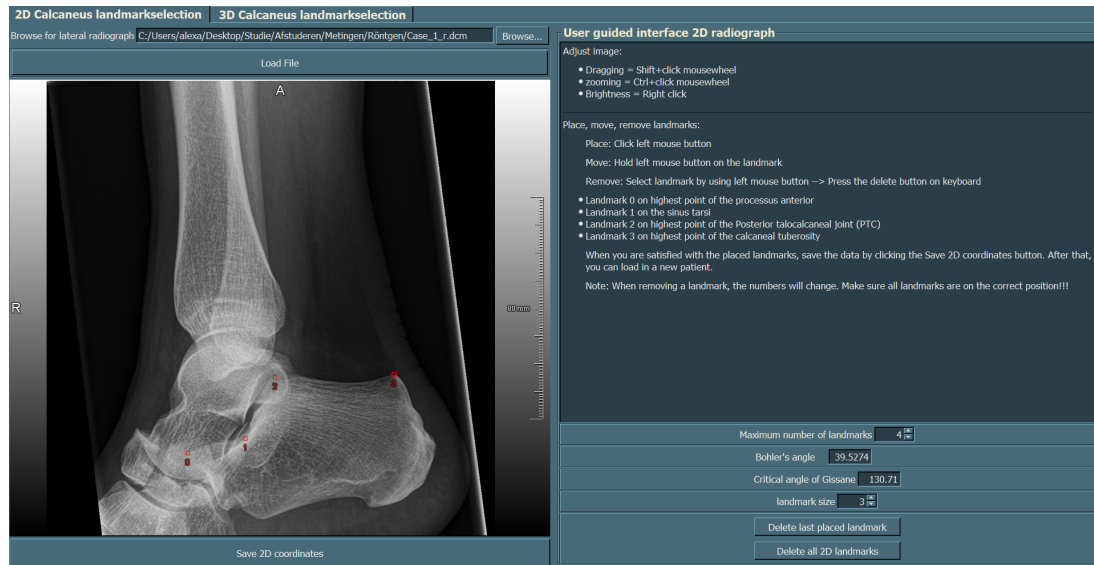 2D Calcaneus landmarkselection
3D Calcaneus landmarkselection
Browse for lateral radiograph C:/Users/alexa/Desktop/Studie/Afstuderen/Metingen/Röntgen/Case_1_r.dcm Browse...
Load File
A
R
80 mm
2
3
1
0
Save 2D coordinates
User guided interface 2D radiograph
Adjust image:
• Dragging = Shift+click mousewheel
• zooming = Ctrl+click mousewheel
• Brightness = Right click
Place, move, remove landmarks:
Place: Click left mouse button
Move: Hold left mouse button on the landmark
Remove: Select landmark by using left mouse button --> Press the delete button on keyboard
• Landmark 0 on highest point of the processus anterior
• Landmark 1 on the sinus tarsi
• Landmark 2 on highest point of the Posterior talocalcaneal joint (PTC)
• Landmark 3 on highest point of the calcaneal tuberosity
When you are satisfied with the placed landmarks, save the data by clicking the Save 2D coordinates button. After that,
you can load in a new patient.
Note: When removing a landmark, the numbers will change. Make sure all landmarks are on the correct position!!!
Maximum number of landmarks 4
Bohler's angle 39.5274
Critical angle of Gissane 130.71
landmark size 3
Delete last placed landmark
Delete all 2D landmarks